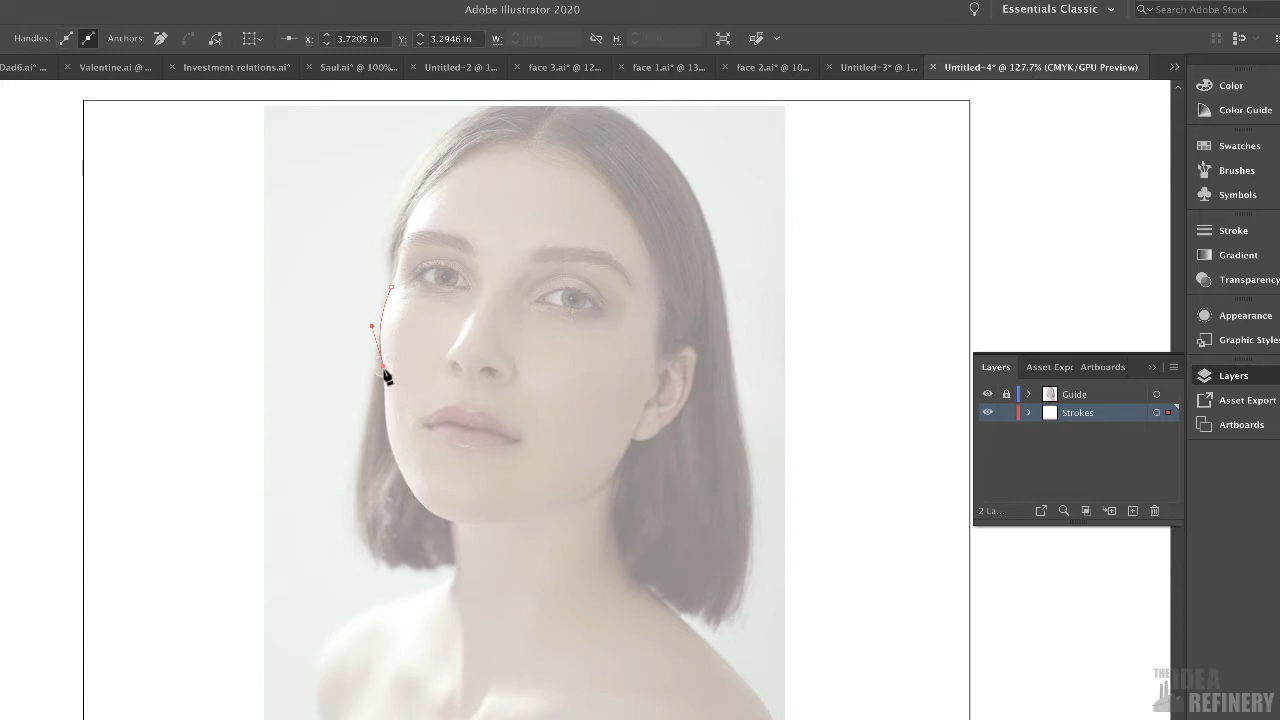 Adobe Illustrator 2020
Essentials Classic
Search Adobe Stock
Handles: Anchors: X: 3.7205 in Y: 3.2946 in W: H:
Dad6.ai* ... × Valentine.ai @ ... × Investment relations.ai* × Saul.ai* @ 100%... × Untitled-2 @ 1... × face 3.ai* @ 12... × face 1.ai* @ 13... × face 2.ai* @ 10... × Untitled-3* @ 1... × Untitled-4* @ 127.7% (CMYK/GPU Preview)
Color
Color Guide
Swatches
Brushes
Symbols
Stroke
Gradient
Transparency
Appearance
Graphic Styles
Layers
Asset Export
Artboards
Layers Asset Expo Artboards
Guide
Strokes
2 La...
THE
IDEA
REFINERY